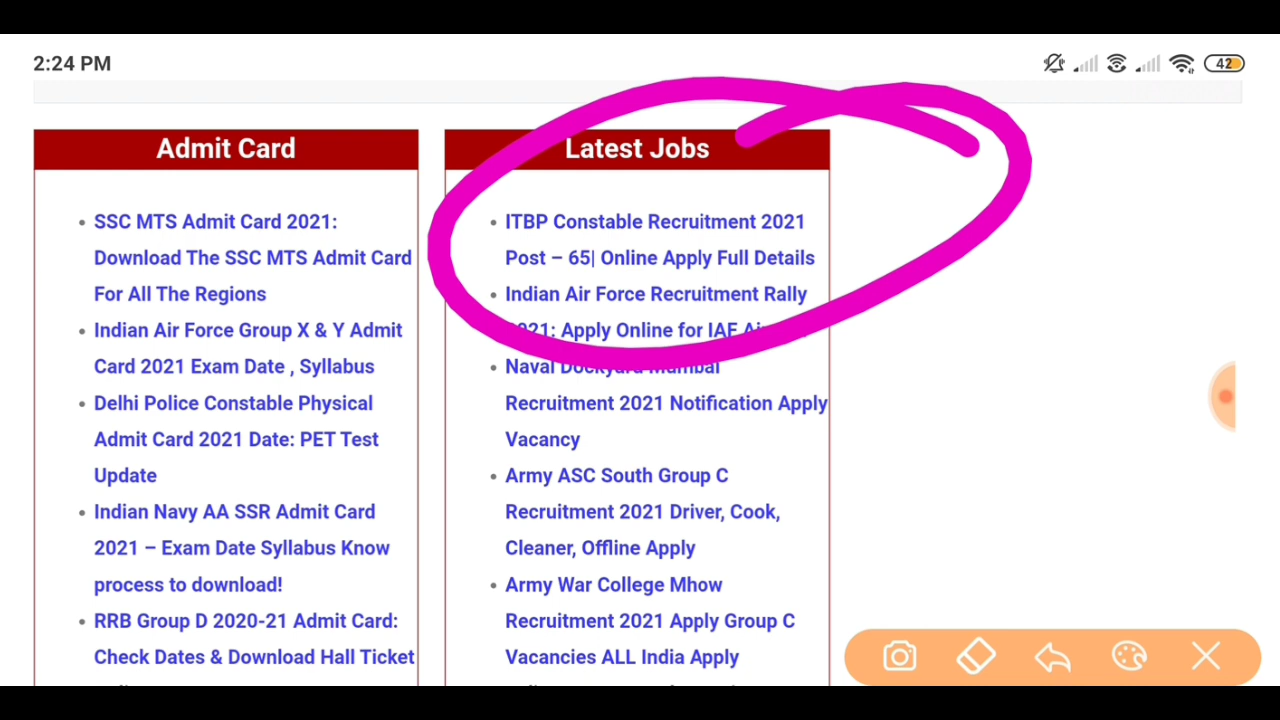 2:24 PM
42
Admit Card
SSC MTS Admit Card 2021:
Download The SSC MTS Admit Card
For All The Regions
Indian Air Force Group X & Y Admit
Card 2021 Exam Date , Syllabus
Delhi Police Constable Physical
Admit Card 2021 Date: PET Test
Update
Indian Navy AA SSR Admit Card
2021 – Exam Date Syllabus Know
process to download!
RRB Group D 2020-21 Admit Card:
Check Dates & Download Hall Ticket
Latest Jobs
ITBP Constable Recruitment 2021
Post – 65| Online Apply Full Details
Indian Air Force Recruitment Rally
2021: Apply Online for IAF
Naval Dockyard Mumbai
Recruitment 2021 Notification Apply
Vacancy
Army ASC South Group C
Recruitment 2021 Driver, Cook,
Cleaner, Offline Apply
Army War College Mhow
Recruitment 2021 Apply Group C
Vacancies ALL India Apply